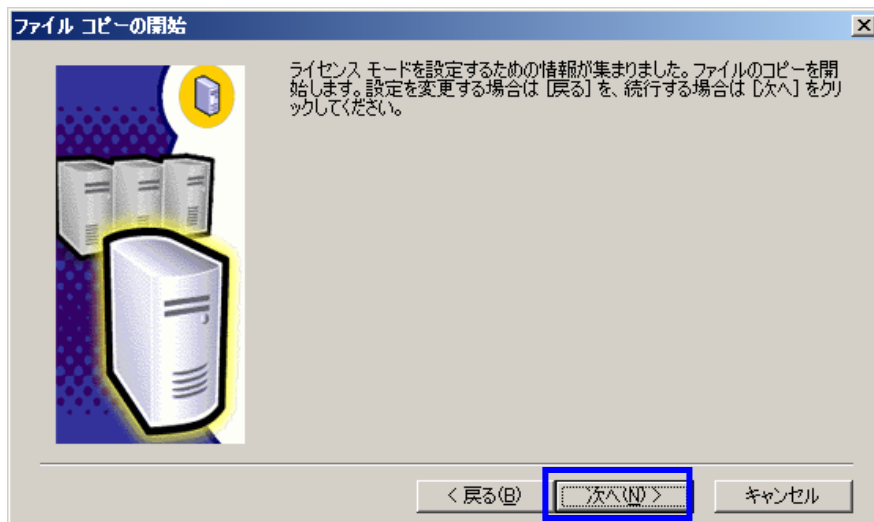 ファイル コピーの開始
ライセンス モードを設定するための情報が集まりました。ファイルのコピーを開
始します。設定を変更する場合は [戻る] を、続行する場合は [次へ] をクリ
ックしてください。
< 戻る(B)
次へ(N) >
キャンセル